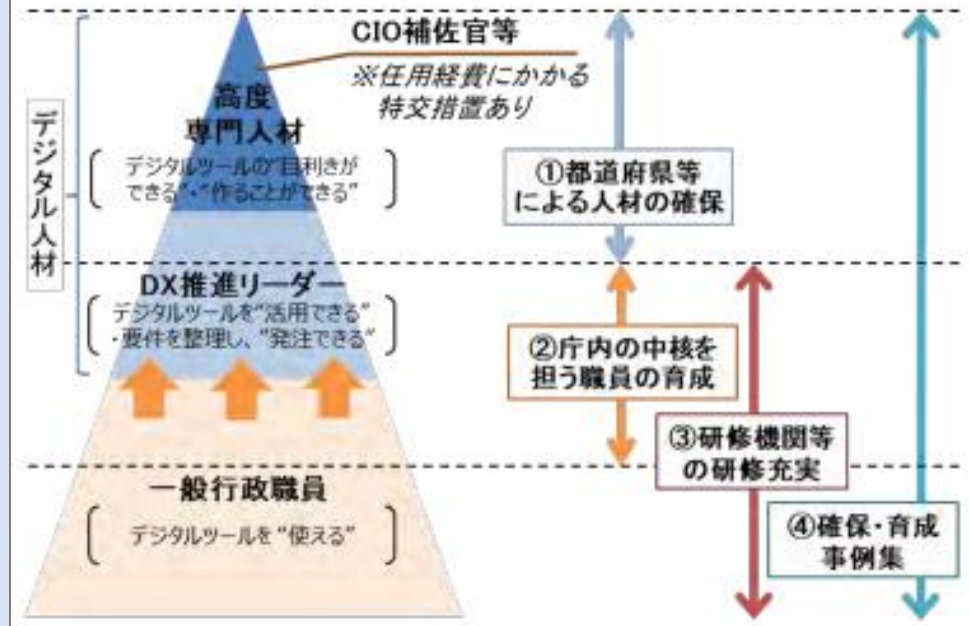 CIO補佐官等
※任用経費にかかる
特交措置あり
デジタル人材
高度
専門人材
デジタルツールの“目利きが
できる”・“作ることができる”
DX推進リーダー
デジタルツールを“活用できる”
・要件を整理し、“発注できる”
一般行政職員
デジタルツールを“使える”
①都道府県等
による人材の確保
②庁内の中核を
担う職員の育成
③研修機関等
の研修充実
④確保・育成
事例集